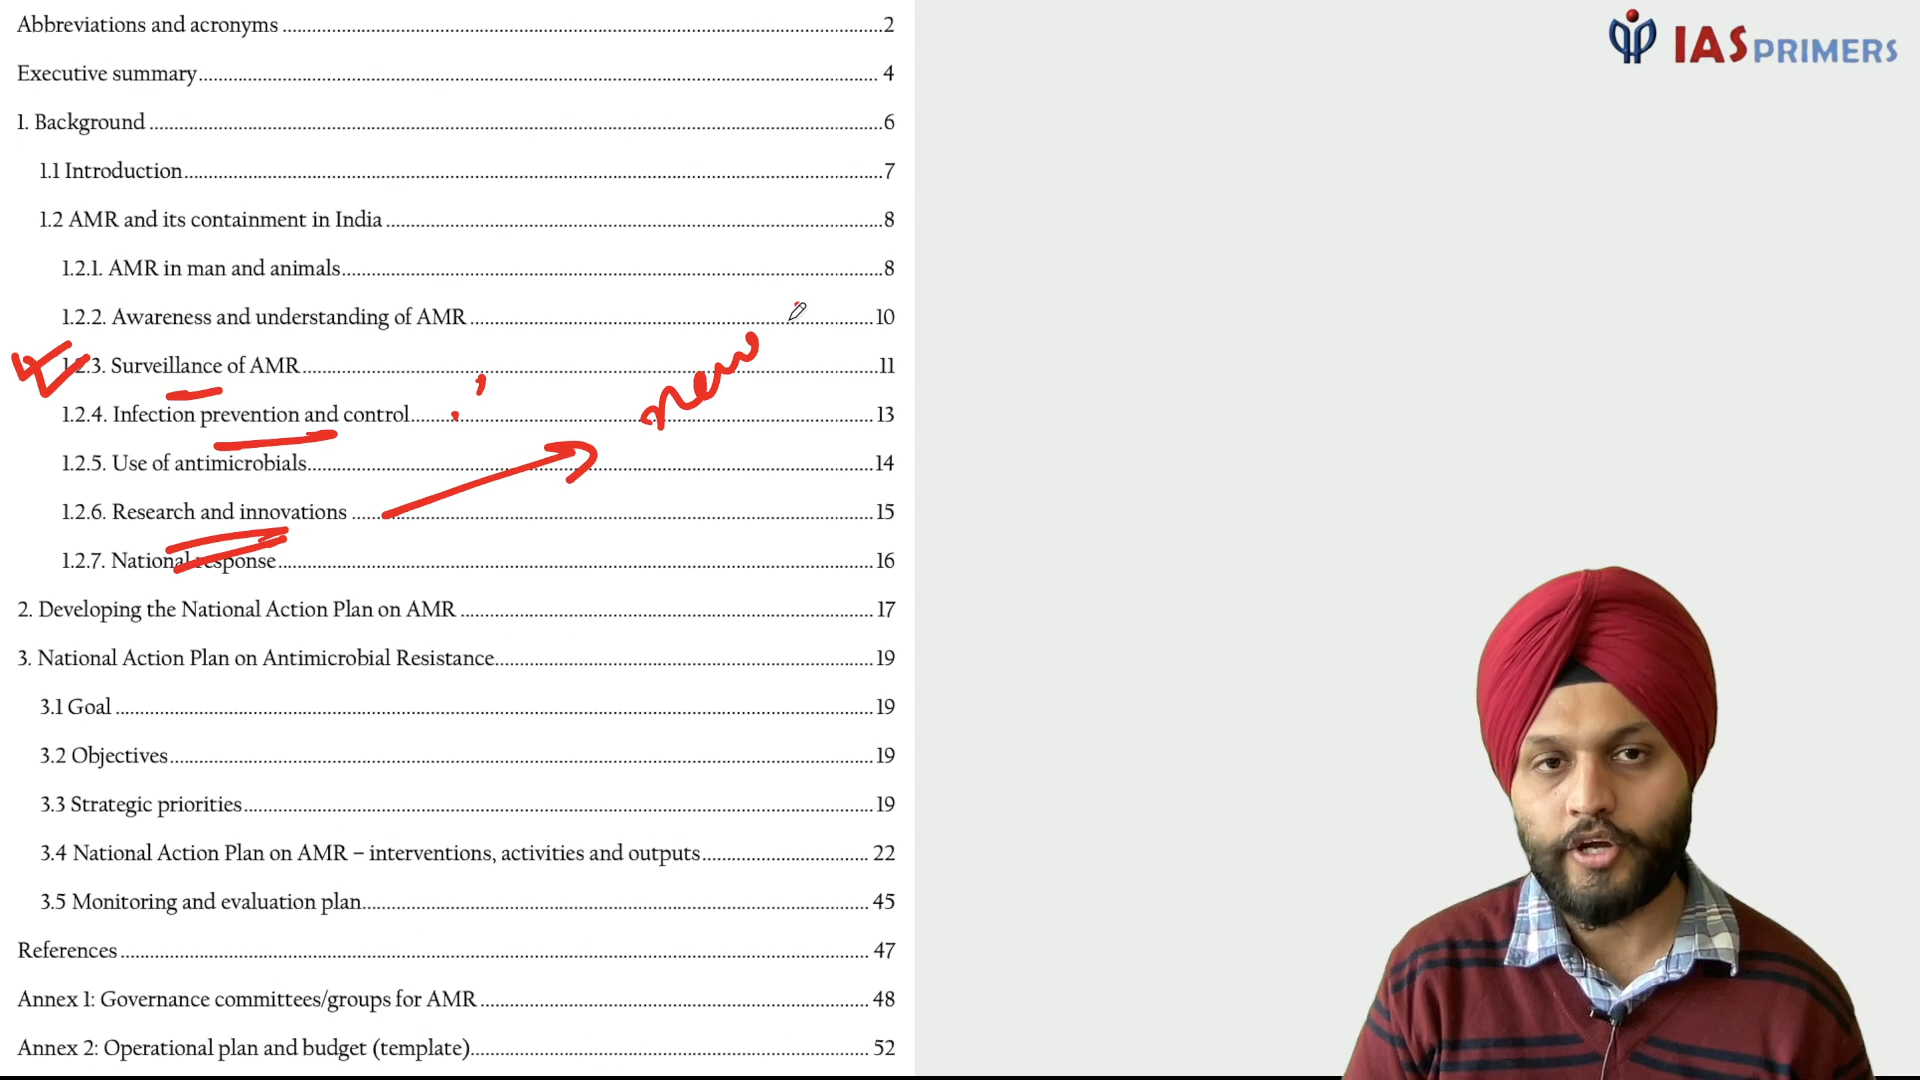 Abbreviations and acronyms ........ 2
Executive summary ........ 4
1. Background ........ 6
1.1 Introduction ........ 7
1.2 AMR and its containment in India ........ 8
1.2.1. AMR in man and animals ........ 8
1.2.2. Awareness and understanding of AMR ........ 10
1.2.3. Surveillance of AMR ........ 11
1.2.4. Infection prevention and control ........ 13
1.2.5. Use of antimicrobials ........ 14
1.2.6. Research and innovations ........ 15
1.2.7. National response ........ 16
2. Developing the National Action Plan on AMR ........ 17
3. National Action Plan on Antimicrobial Resistance ........ 19
3.1 Goal ........ 19
3.2 Objectives ........ 19
3.3 Strategic priorities ........ 19
3.4 National Action Plan on AMR – interventions, activities and outputs ........ 22
3.5 Monitoring and evaluation plan ........ 45
References ........ 47
Annex 1: Governance committees/groups for AMR ........ 48
Annex 2: Operational plan and budget (template) ........ 52
new
IAS PRIMERS